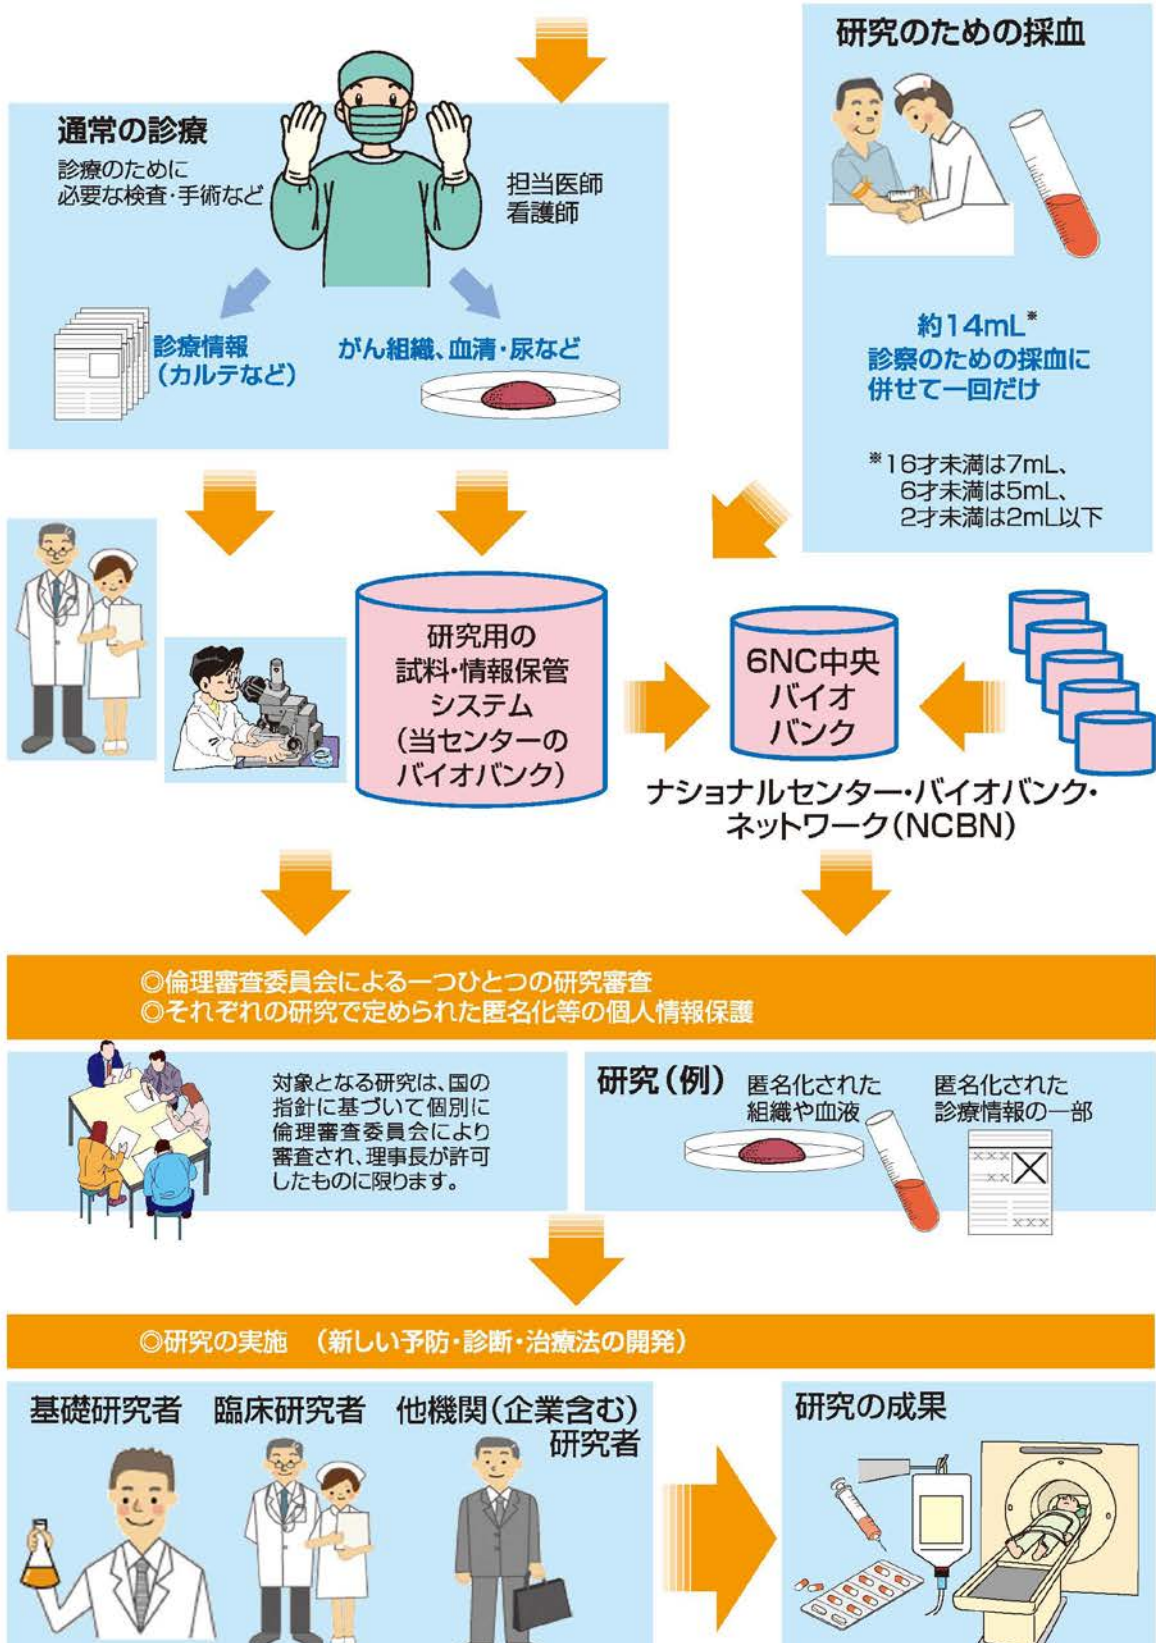 通常の診療
診療のために
必要な検査・手術など
担当医師
看護師
診療情報
(カルテなど)
がん組織、血清・尿など
研究のための採血
約14mL※
診察のための採血に
併せて一回だけ
※16才未満は7mL、
6才未満は5mL、
2才未満は2mL以下
研究用の
試料・情報保管
システム
(当センターの
バイオバンク)
6NC中央
バイオ
バンク
ナショナルセンター・バイオバンク・
ネットワーク(NCBN)
◎倫理審査委員会による一つひとつの研究審査
◎それぞれの研究で定められた匿名化等の個人情報保護
対象となる研究は、国の
指針に基づいて個別に
倫理審査委員会により
審査され、理事長が許可
したものに限ります。
研究(例)
匿名化された
組織や血液
匿名化された
診療情報の一部
×××
××
×××
◎研究の実施 (新しい予防・診断・治療法の開発)
基礎研究者
臨床研究者
他機関(企業含む)
研究者
研究の成果